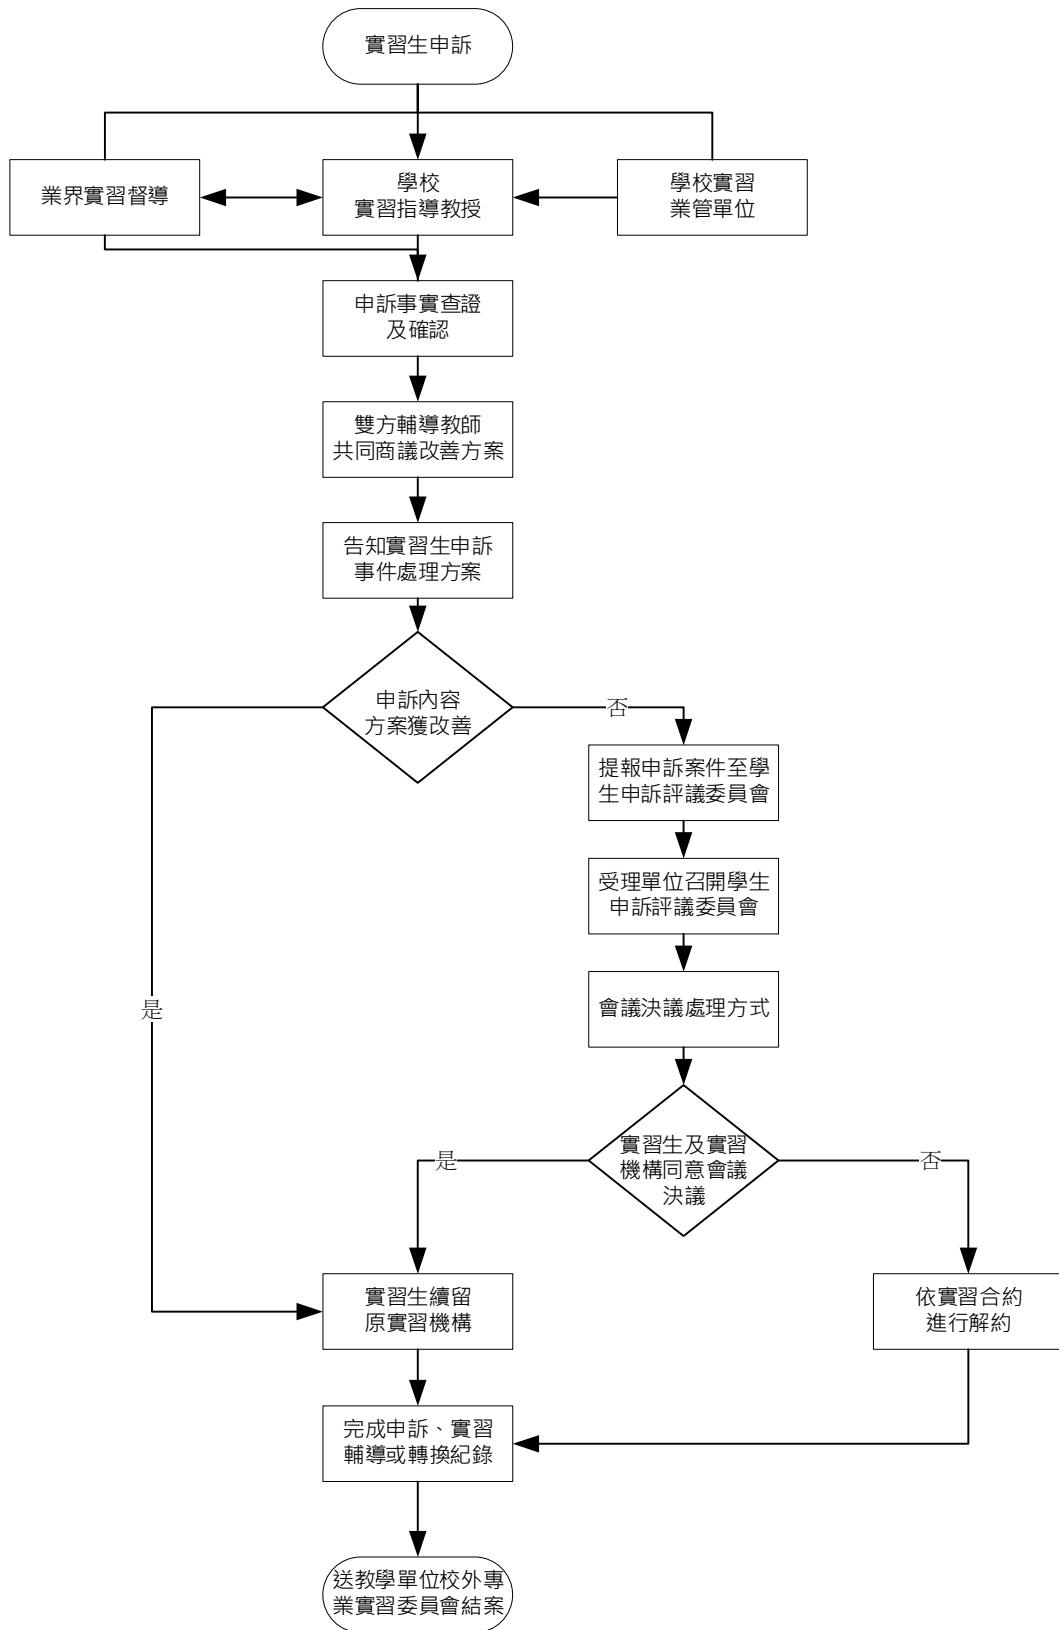 實習生申訴
業界實習督導
學校
實習指導教授
學校實習
業管單位
申訴事實查證
及確認
雙方輔導教師
共同商議改善方案
告知實習生申訴
事件處理方案
申訴內容
方案獲改善
否
提報申訴案件至學
生申訴評議委員會
受理單位召開學生
申訴評議委員會
會議決議處理方式
是
實習生及實習
機構同意會議
決議
是
否
實習生續留
原實習機構
依實習合約
進行解約
完成申訴、實習
輔導或轉換紀錄
送教學單位校外專
業實習委員會結案